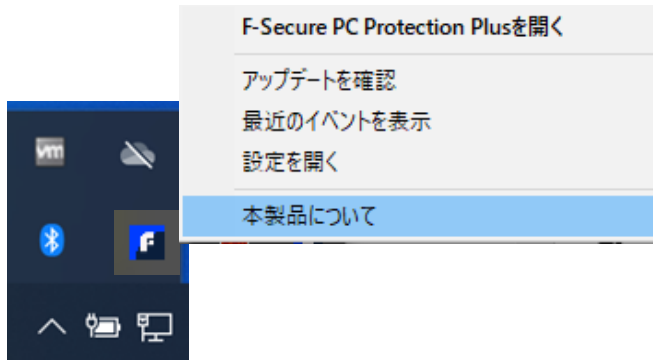 F-Secure PC Protection Plusを開く
アップデートを確認
最近のイベントを表示
設定を開く
本製品について
vm
F